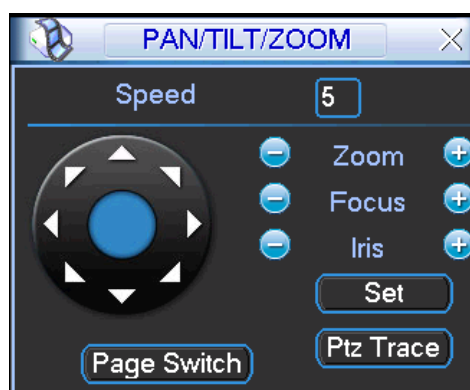 PAN/TILT/ZOOM
Speed 5
Zoom
Focus
Iris
Set
Ptz Trace
Page Switch